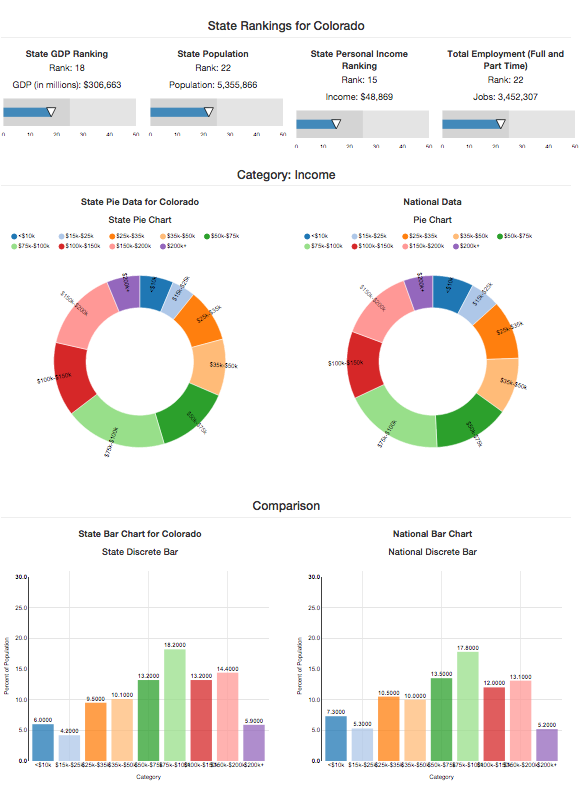 State Rankings for Colorado
State GDP Ranking
Rank: 18
GDP (in millions): $306,663
0 10 20 30 40 50
State Population
Rank: 22
Population: 5,355,866
0 10 20 30 40 50
State Personal Income
Ranking
Rank: 15
Income: $48,869
0 10 20 30 40 50
Total Employment (Full and
Part Time)
Rank: 22
Jobs: 3,452,307
0 10 20 30 40 50
Category: Income
State Pie Data for Colorado
State Pie Chart
<$10k $15k-$25k $25k-$35k $35k-$50k $50k-$75k
$75k-$100k $100k-$150k $150k-$200k $200k+
<$10k
$15k-$25k
$25k-$35k
$35k-$50k
$50k-$75k
$75k-$100k
$100k-$150k
$150k-$200k
$200k+
National Data
Pie Chart
<$10k $15k-$25k $25k-$35k $35k-$50k $50k-$75k
$75k-$100k $100k-$150k $150k-$200k $200k+
<$10k
$15k-$25k
$25k-$35k
$35k-$50k
$50k-$75k
$75k-$100k
$100k-$150k
$150k-$200k
$200k+
Comparison
State Bar Chart for Colorado
State Discrete Bar
30.0
25.0
20.0
15.0
10.0
5.0
0.0
Percent of Population
6.0000
4.2000
9.5000
10.1000
13.2000
18.2000
13.2000
14.4000
5.9000
<$10k $15k-$25k $25k-$35k $35k-$50k $50k-$75k $75k-$100k $100k-$150k $150k-$200k $200k+
Category
National Bar Chart
National Discrete Bar
30.0
25.0
20.0
15.0
10.0
5.0
0.0
Percent of Population
7.3000
5.3000
10.5000
10.0000
13.5000
17.8000
12.0000
13.1000
5.2000
<$10k $15k-$25k $25k-$35k $35k-$50k $50k-$75k $75k-$100k $100k-$150k $150k-$200k $200k+
Category